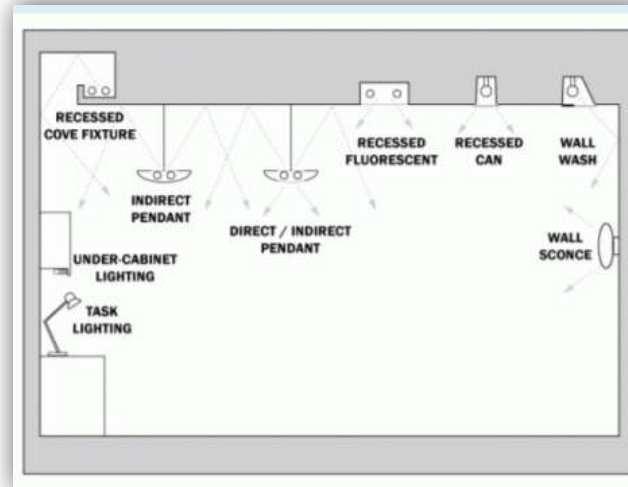 RECESSED
COVE FIXTURE
RECESSED
FLUORESCENT
RECESSED
CAN
WALL
WASH
INDIRECT
PENDANT
DIRECT / INDIRECT
PENDANT
WALL
SCONCE
UNDER-CABINET
LIGHTING
TASK
LIGHTING